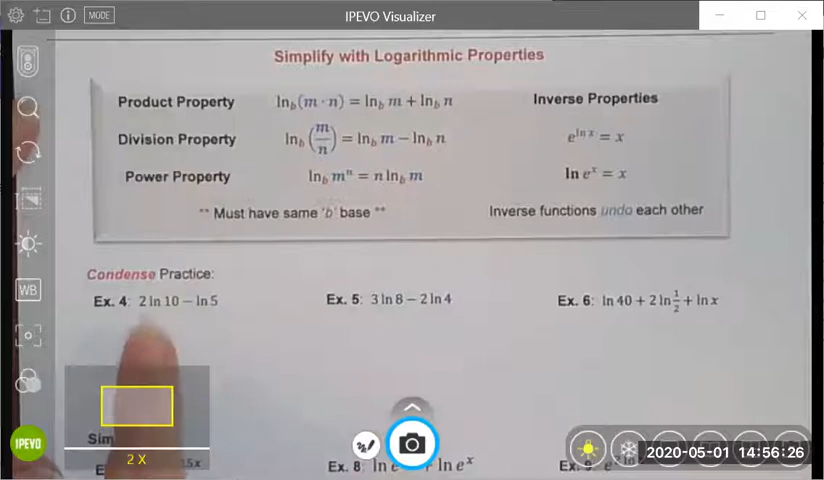 IPEVO Visualizer
MODE
Simplify with Logarithmic Properties
Product Property ln_b(m · n) = ln_b m + ln_b n
Division Property ln_b(m/n) = ln_b m − ln_b n
Power Property ln_b mⁿ = n ln_b m
** Must have same 'b' base **
Inverse Properties
e^{ln x} = x
ln eˣ = x
Inverse functions undo each other
Condense Practice:
Ex. 4: 2 ln 10 − ln 5
Ex. 5: 3 ln 8 − 2 ln 4
Ex. 6: ln 40 + 2 ln 1/2 + ln x
WB
IPEVO
2 X
2020-05-01 14:56:26
Ex. 8:
ln eˣ